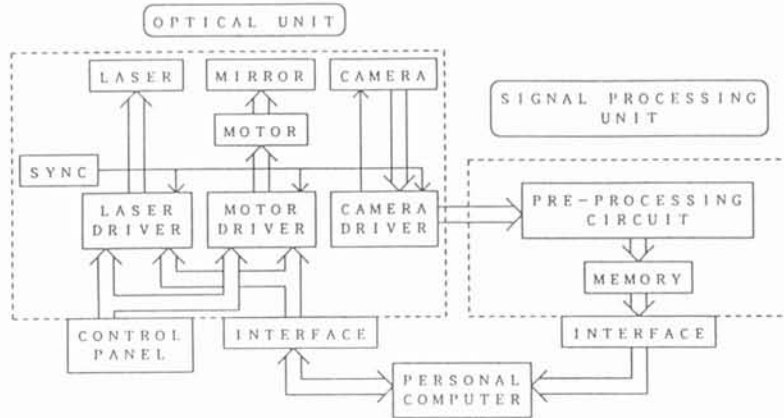 OPTICAL UNIT
LASER
MIRROR
CAMERA
SIGNAL PROCESSING
UNIT
MOTOR
SYNC
LASER
DRIVER
MOTOR
DRIVER
CAMERA
DRIVER
PRE-PROCESSING
CIRCUIT
MEMORY
CONTROL
PANEL
INTERFACE
INTERFACE
PERSONAL
COMPUTER